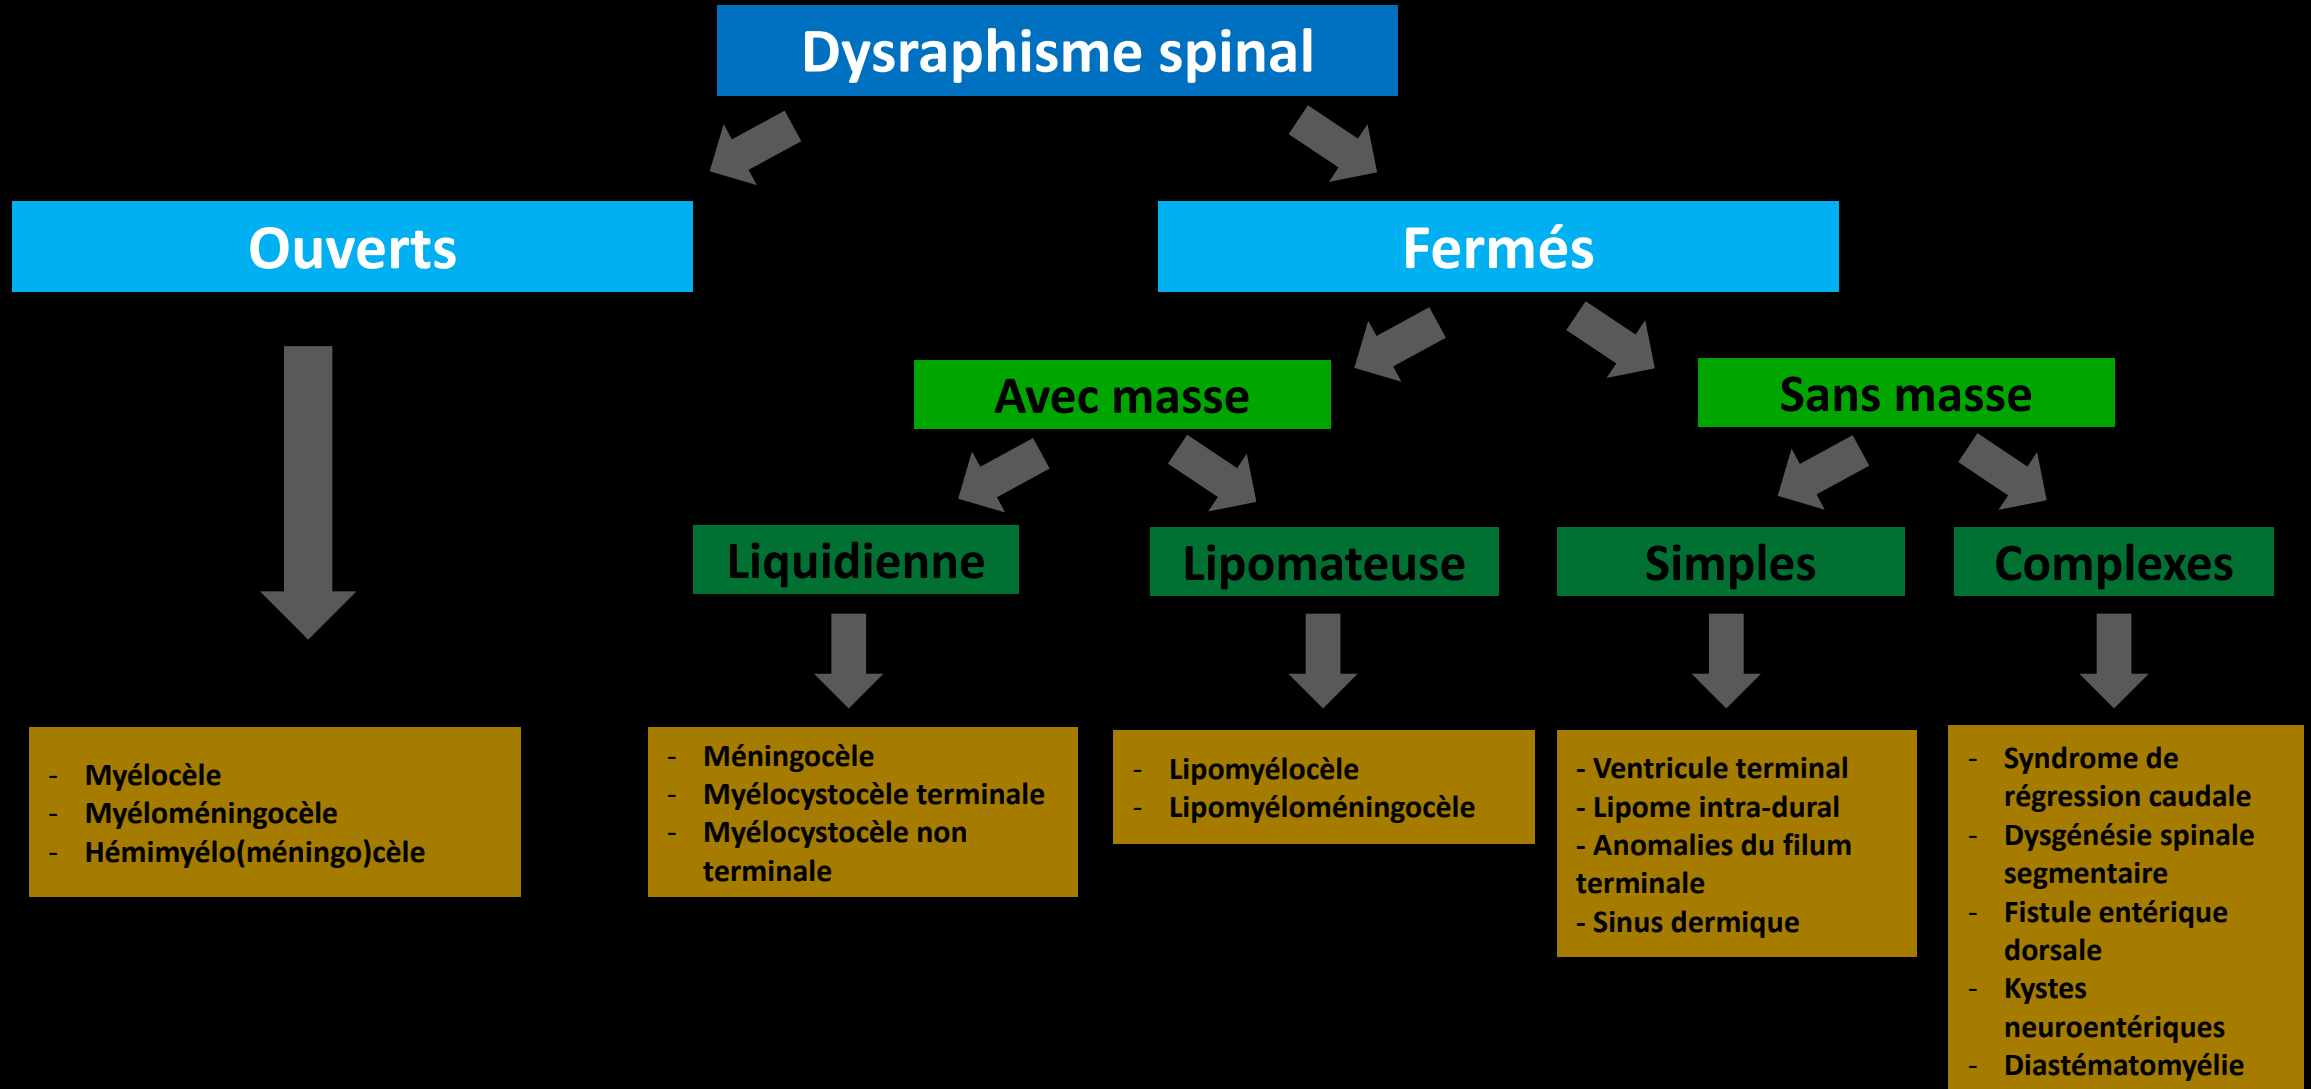 Dysraphisme spinal
Ouverts
Fermés
Avec masse
Sans masse
Liquidienne
Lipomateuse
Simples
Complexes
- Myélocèle
- Myéloméningocèle
- Hémimyélo(méningo)cèle
- Méningocèle
- Myélocystocèle terminale
- Myélocystocèle non
terminale
- Lipomyélocèle
- Lipomyéloméningocèle
- Ventricule terminal
- Lipome intra-dural
- Anomalies du filum
terminale
- Sinus dermique
- Syndrome de
régression caudale
- Dysgénésie spinale
segmentaire
- Fistule entérique
dorsale
- Kystes
neuroentériques
- Diastématomyélie